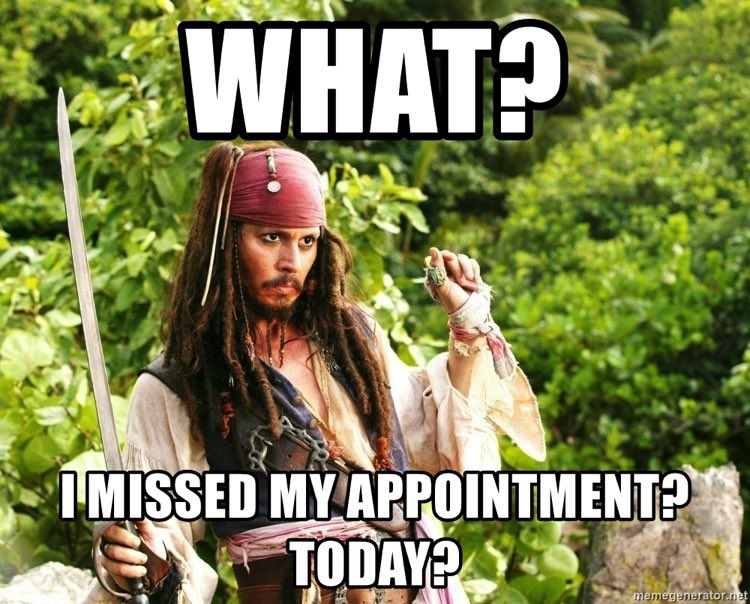 WHAT?
I MISSED MY APPOINTMENT?
TODAY?
memegenerator.net